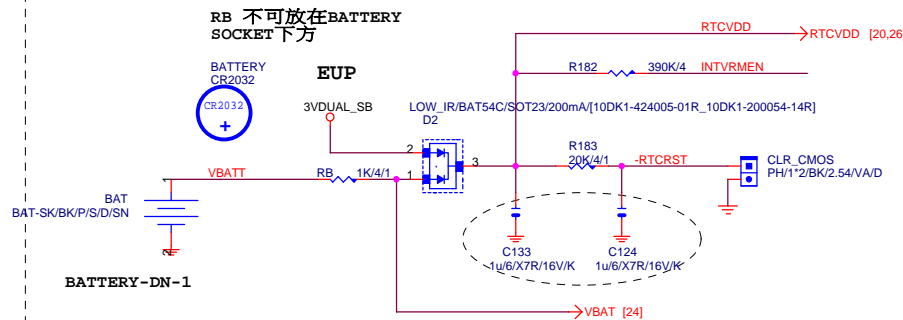 RB 不可放在BATTERY
SOCKET下方
RTCVDD
RTCVDD [20,26
BATTERY
CR2032
EUP
R182
390K/4
INTVRMEN
CR2032
+
3VDUAL_SB
LOW_IR/BAT54C/SOT23/200mA/[10DK1-424005-01R_10DK1-200054-14R]
D2
2
3
1
R183
20K/4/1
-RTCRST
CLR_CMOS
PH/1*2/BK/2.54/VA/D
VBATT
RB
1K/4/1
1
BAT
BAT-SK/BK/P/S/D/SN
2
C133
1u/6/X7R/16V/K
C124
1u/6/X7R/16V/K
BATTERY-DN-1
VBAT [24]